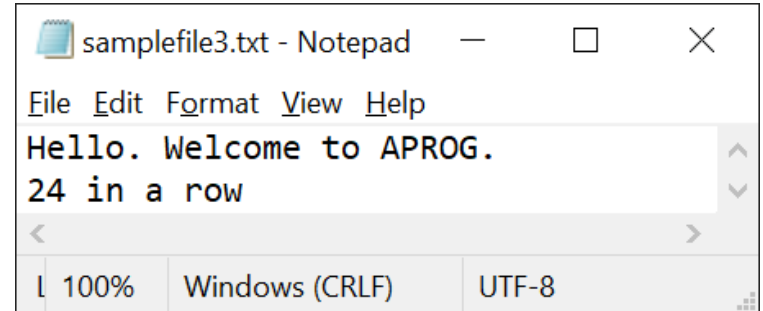 samplefile3.txt - Notepad
File Edit Format View Help
Hello. Welcome to APROG.
24 in a row
100% Windows (CRLF) UTF-8